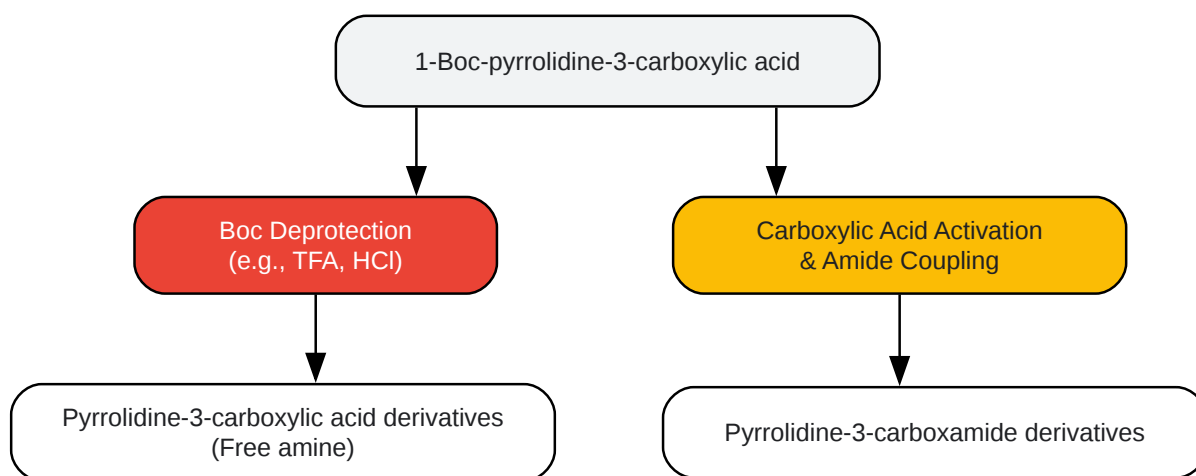 1-Boc-pyrrolidine-3-carboxylic acid
Boc Deprotection
(e.g., TFA, HCl)
Carboxylic Acid Activation
& Amide Coupling
Pyrrolidine-3-carboxylic acid derivatives
(Free amine)
Pyrrolidine-3-carboxamide derivatives